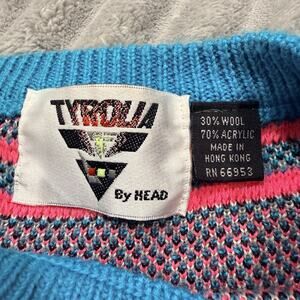 TYROLIA
By HEAD
30% WOOL
70% ACRYLIC
MADE IN
HONG KONG
RN 66953